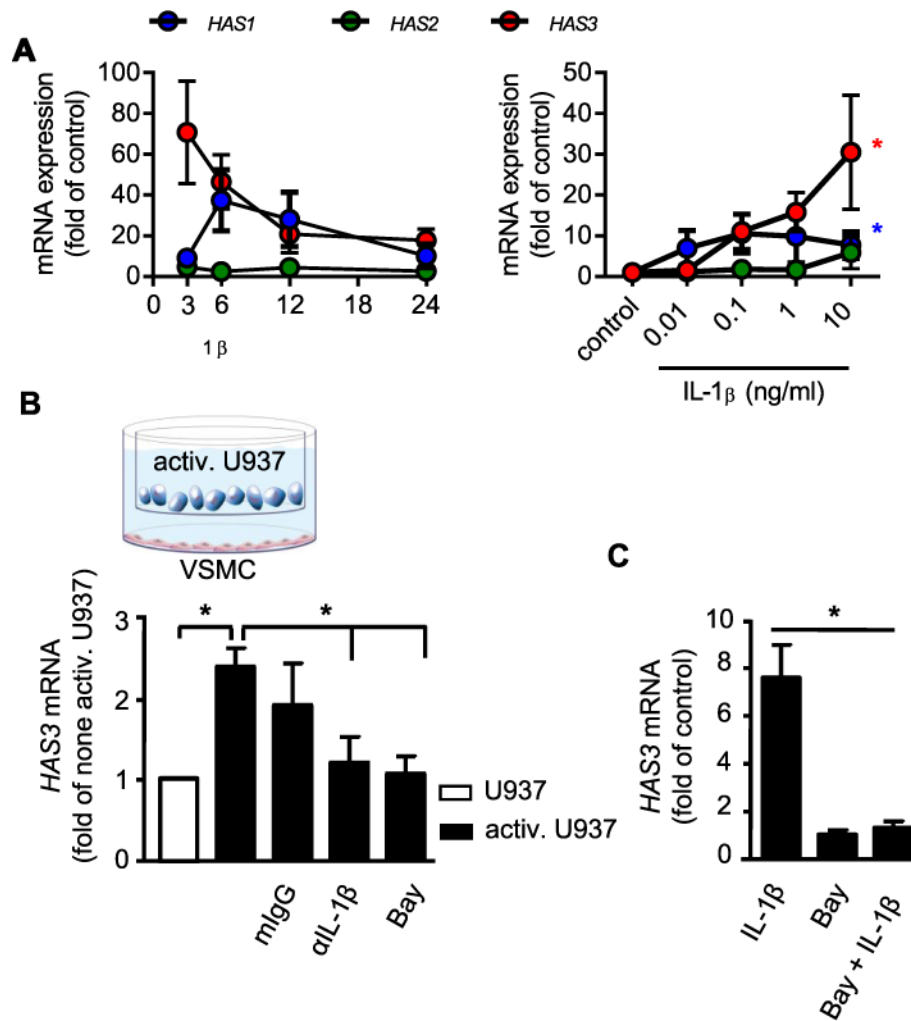 HAS1 HAS2 HAS3
A
mRNA expression
(fold of control)
100
80
60
40
20
0
0 3 6 12 18 24
1 β
mRNA expression
(fold of control)
50
40
30
20
10
0
control 0.01 0.1 1 10
*
*
IL-1β (ng/ml)
B
activ. U937
VSMC
HAS3 mRNA
(fold of none activ. U937)
3
2
1
0
* *
mIgG αIL-1β Bay
U937
activ. U937
C
HAS3 mRNA
(fold of control)
10
8
6
4
2
0
*
IL-1β Bay Bay + IL-1β